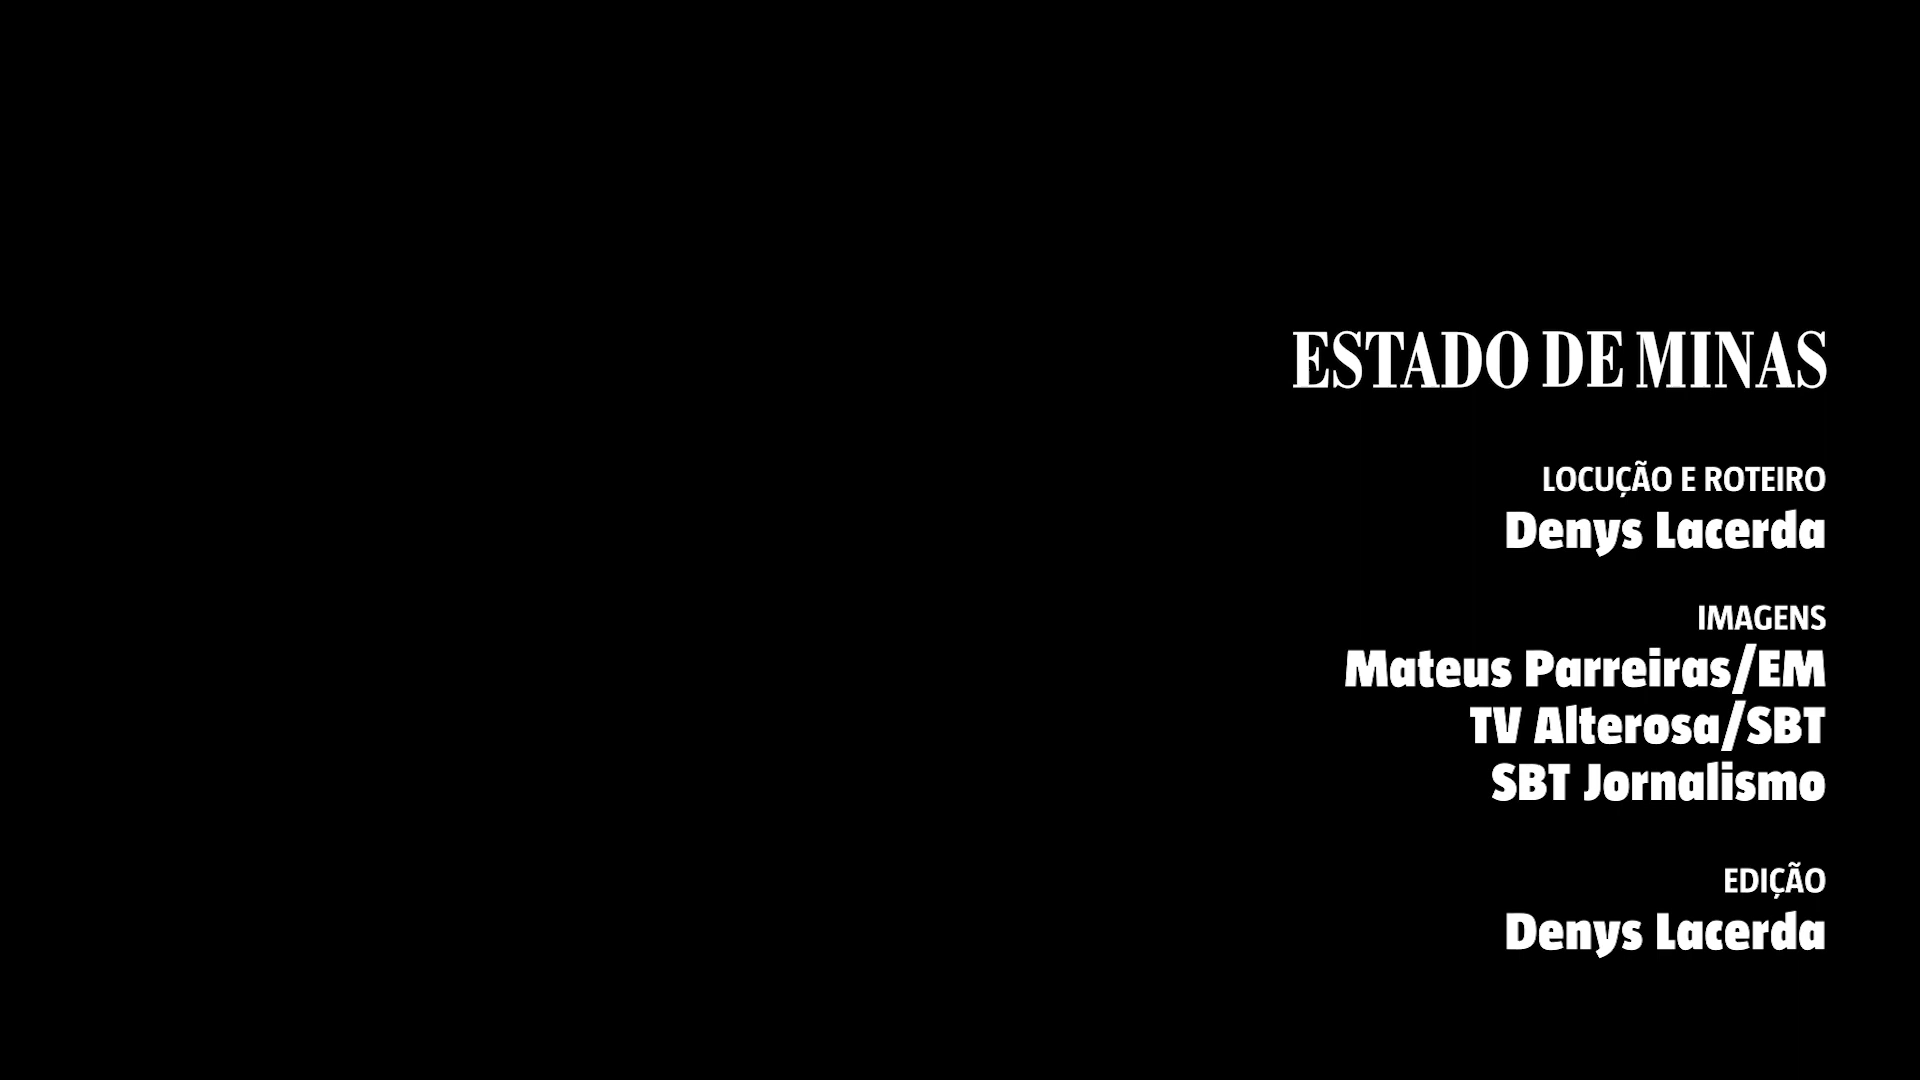 ESTADO DE MINAS
LOCUÇÃO E ROTEIRO
Denys Lacerda
IMAGENS
Mateus Parreiras/EM
TV Alterosa/SBT
SBT Jornalismo
EDIÇÃO
Denys Lacerda